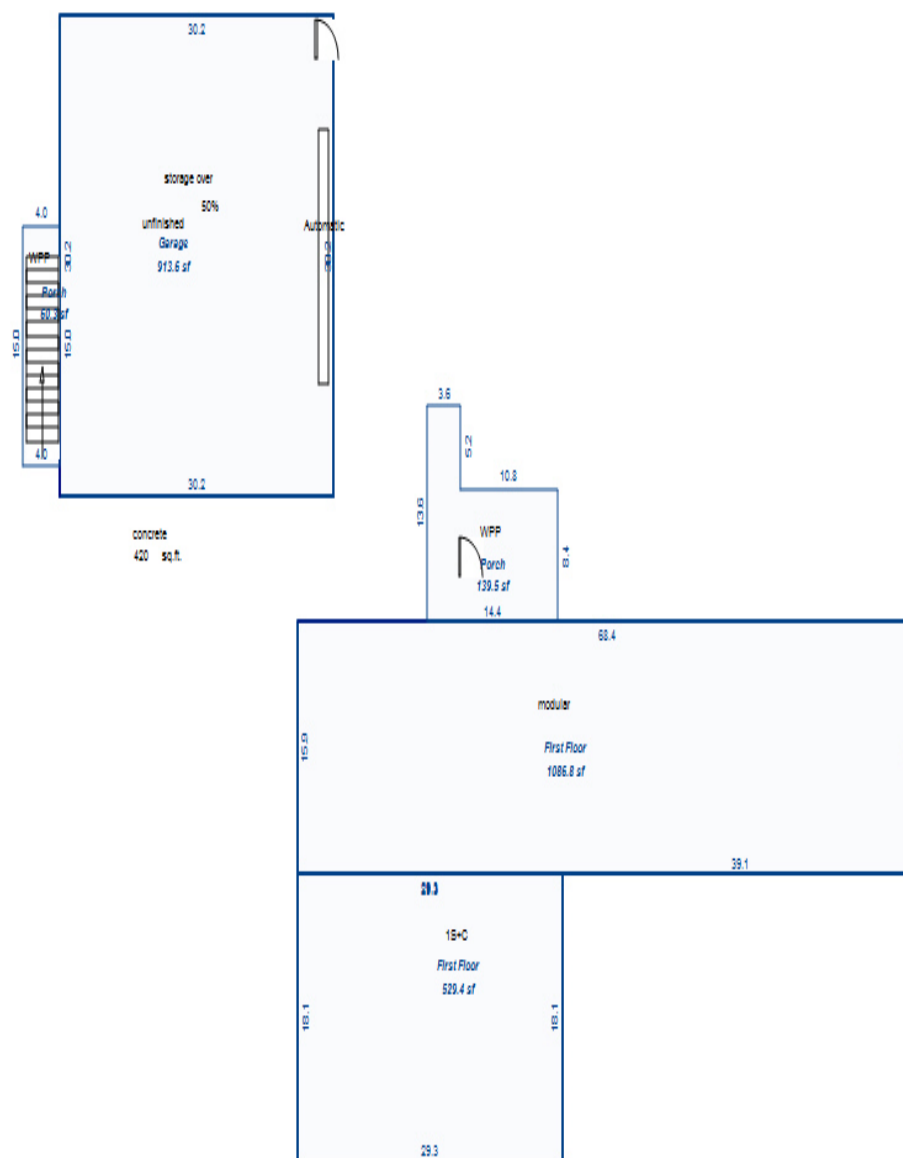 30.2
storage over
50%
unfinished
Automatic
Garage
913.6 sf
4.0
WPP
30.2
Porch
15.0
15.0
4.0
30.2
concrete
420 sq.ft.
3.6
5.2
10.8
13.6
WPP
Porch
139.5 sf
8.4
14.4
68.4
modular
15.9
First Floor
1086.8 sf
39.1
29.3
1S+C
First Floor
529.4 sf
18.1
18.1
29.3